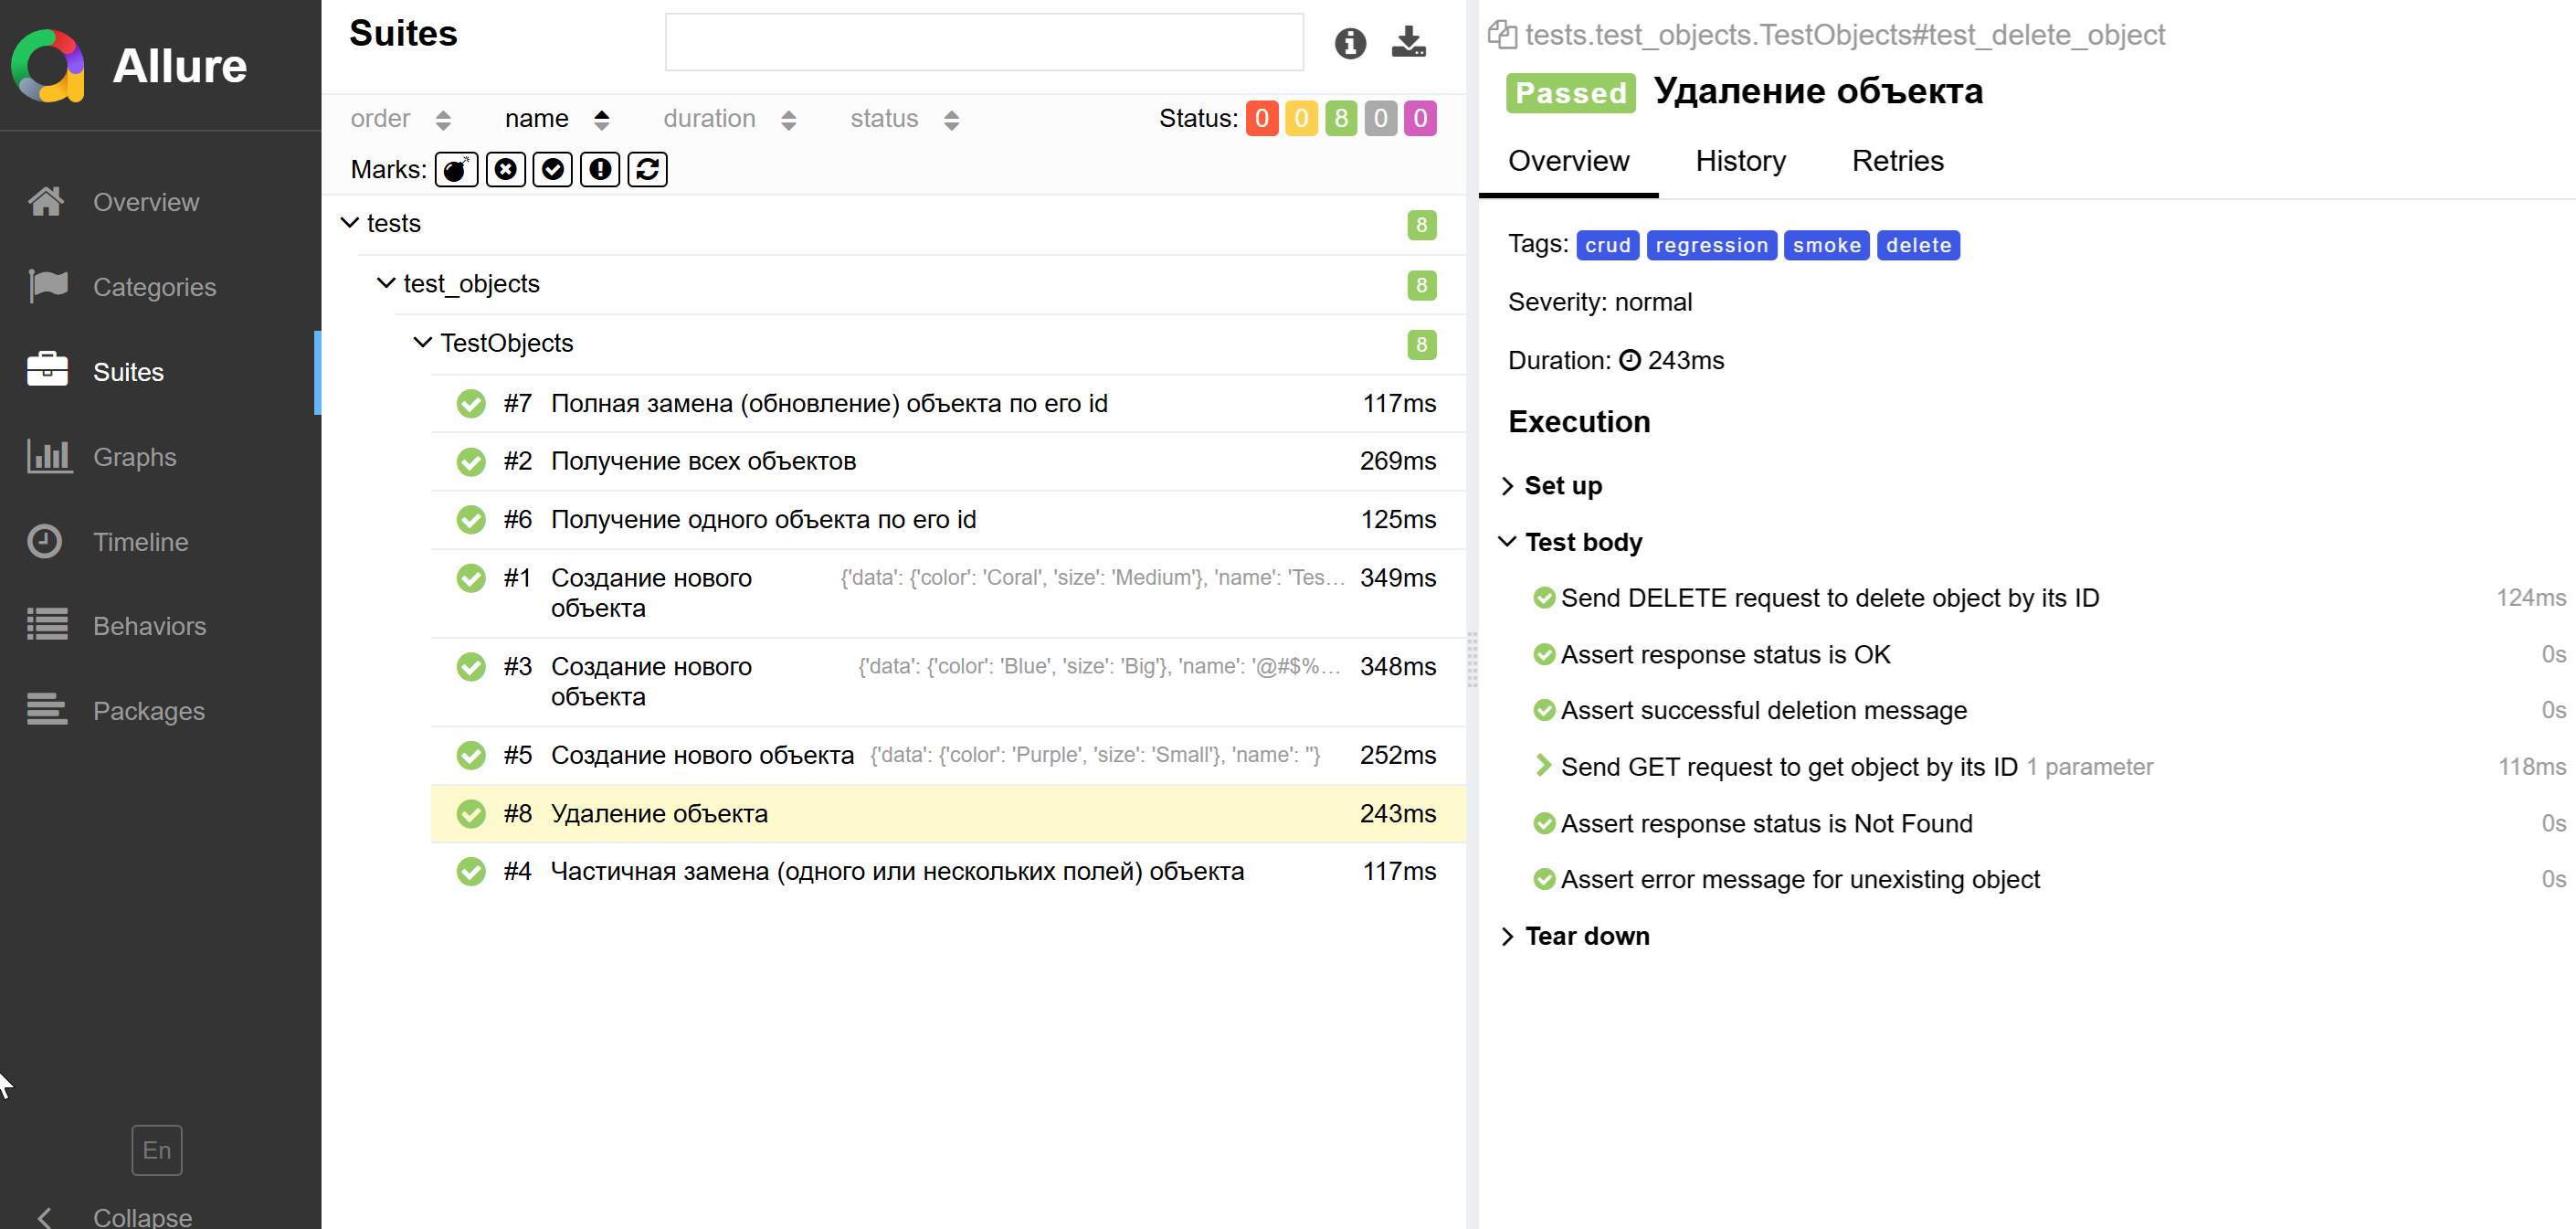 Allure
Overview
Categories
Suites
Graphs
Timeline
Behaviors
Packages
En
Collapse
Suites
order name duration status Status: 0 0 8 0 0
Marks:
tests 8
test_objects 8
TestObjects 8
#7 Полная замена (обновление) объекта по его id 117ms
#2 Получение всех объектов 269ms
#6 Получение одного объекта по его id 125ms
#1 Создание нового {'data': {'color': 'Coral', 'size': 'Medium'}, 'name': 'Tes... 349ms
объекта
#3 Создание нового {'data': {'color': 'Blue', 'size': 'Big'}, 'name': '@#$%... 348ms
объекта
#5 Создание нового объекта {'data': {'color': 'Purple', 'size': 'Small'}, 'name': ''} 252ms
#8 Удаление объекта 243ms
#4 Частичная замена (одного или нескольких полей) объекта 117ms
tests.test_objects.TestObjects#test_delete_object
Passed Удаление объекта
Overview History Retries
Tags: crud regression smoke delete
Severity: normal
Duration: 243ms
Execution
Set up
Test body
Send DELETE request to delete object by its ID 124ms
Assert response status is OK 0s
Assert successful deletion message 0s
Send GET request to get object by its ID 1 parameter 118ms
Assert response status is Not Found 0s
Assert error message for unexisting object 0s
Tear down